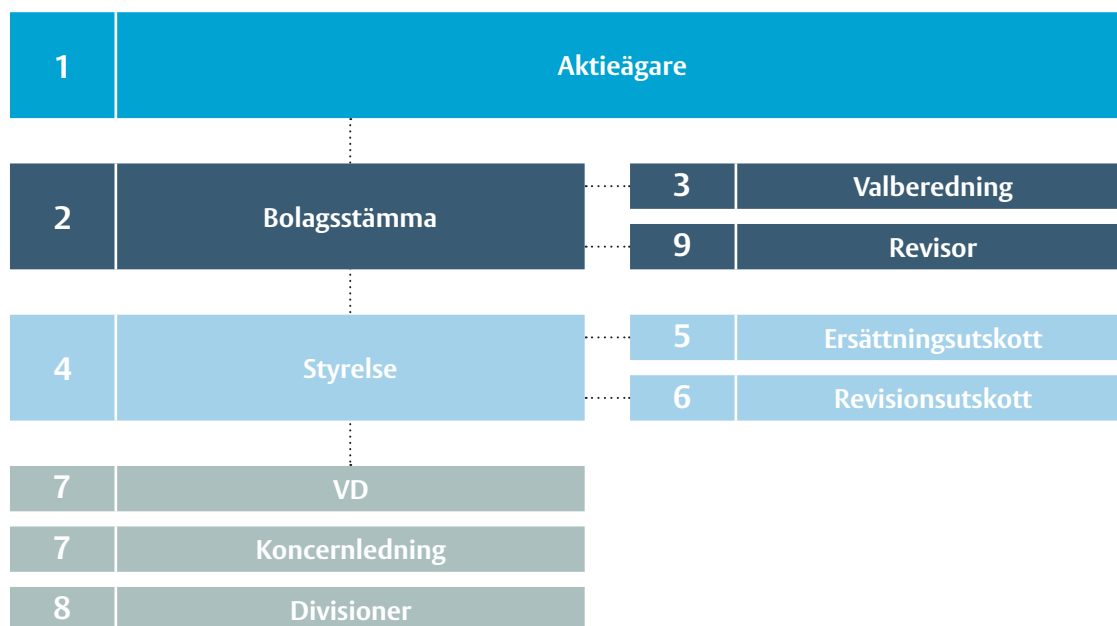 1 Aktieägare
2 Bolagsstämma
3 Valberedning
9 Revisor
4 Styrelse
5 Ersättningsutskott
6 Revisionsutskott
7 VD
7 Koncernledning
8 Divisioner